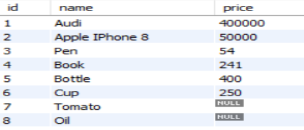 id name price
1 Audi 400000
2 Apple IPhone 8 50000
3 Pen 54
4 Book 241
5 Bottle 400
6 Cup 250
7 Tomato NULL
8 Oil NULL